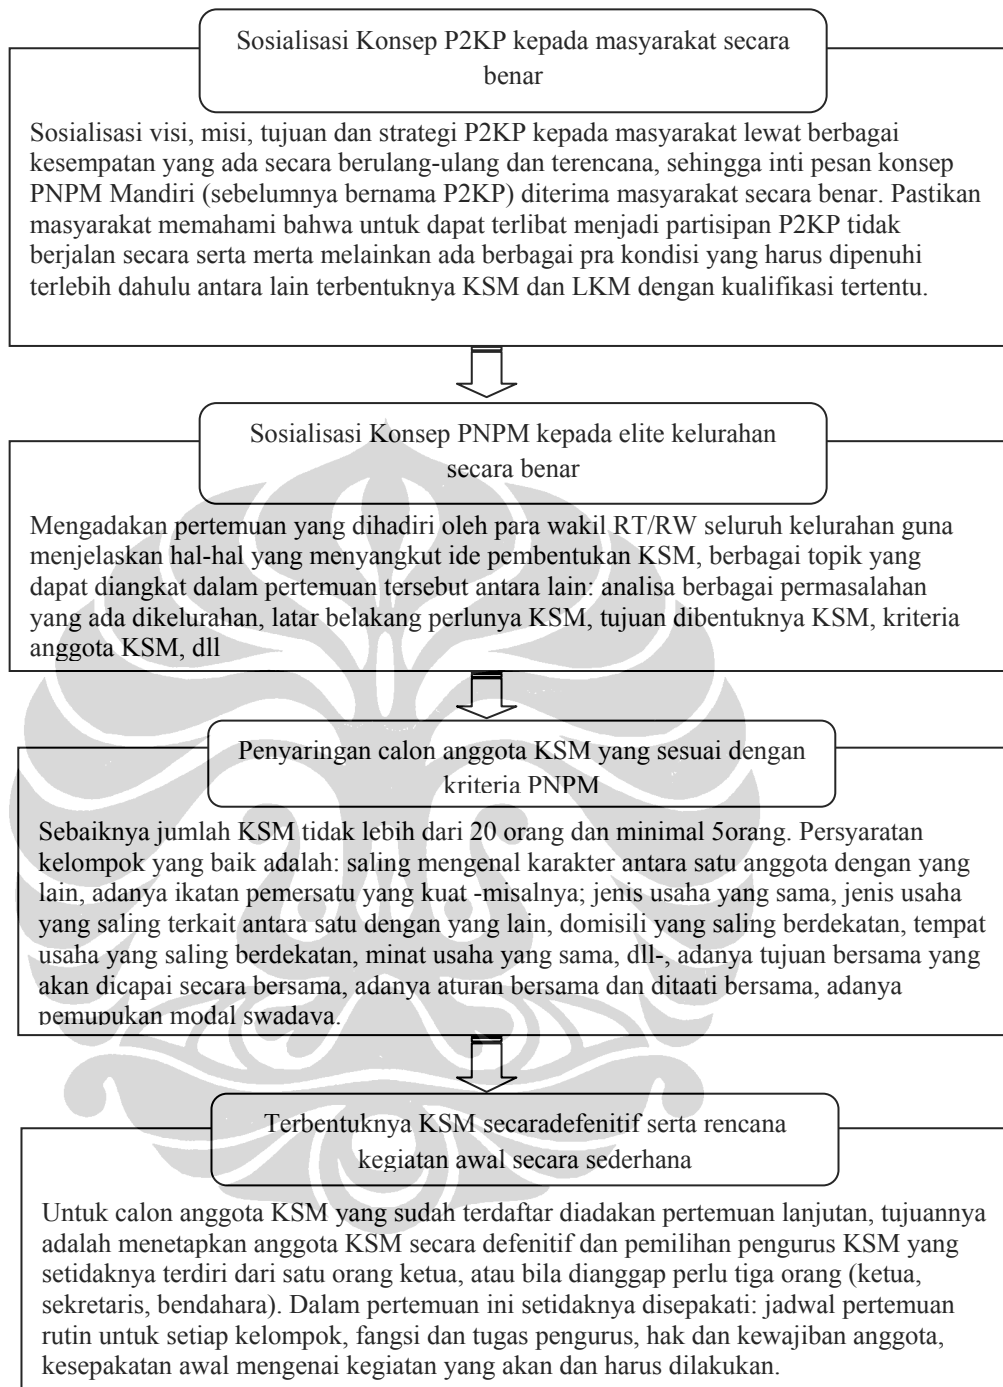 Sosialisasi Konsep P2KP kepada masyarakat secara
benar
Sosialisasi visi, misi, tujuan dan strategi P2KP kepada masyarakat lewat berbagai
kesempatan yang ada secara berulang-ulang dan terencana, sehingga inti pesan konsep
PNPM Mandiri (sebelumnya bernama P2KP) diterima masyarakat secara benar. Pastikan
masyarakat memahami bahwa untuk dapat terlibat menjadi partisipan P2KP tidak
berjalan secara serta merta melainkan ada berbagai pra kondisi yang harus dipenuhi
terlebih dahulu antara lain terbentuknya KSM dan LKM dengan kualifikasi tertentu.
Sosialisasi Konsep PNPM kepada elite kelurahan
secara benar
Mengadakan pertemuan yang dihadiri oleh para wakil RT/RW seluruh kelurahan guna
menjelaskan hal-hal yang menyangkut ide pembentukan KSM, berbagai topik yang
dapat diangkat dalam pertemuan tersebut antara lain: analisa berbagai permasalahan
yang ada dikelurahan, latar belakang perlunya KSM, tujuan dibentuknya KSM, kriteria
anggota KSM, dll
Penyaringan calon anggota KSM yang sesuai dengan
kriteria PNPM
Sebaiknya jumlah KSM tidak lebih dari 20 orang dan minimal 5orang. Persyaratan
kelompok yang baik adalah: saling mengenal karakter antara satu anggota dengan yang
lain, adanya ikatan pemersatu yang kuat -misalnya; jenis usaha yang sama, jenis usaha
yang saling terkait antara satu dengan yang lain, domisili yang saling berdekatan, tempat
usaha yang saling berdekatan, minat usaha yang sama, dll-, adanya tujuan bersama yang
akan dicapai secara bersama, adanya aturan bersama dan ditaati bersama, adanya
pemupukan modal swadaya.
Terbentuknya KSM secaradefenitif serta rencana
kegiatan awal secara sederhana
Untuk calon anggota KSM yang sudah terdaftar diadakan pertemuan lanjutan, tujuannya
adalah menetapkan anggota KSM secara defenitif dan pemilihan pengurus KSM yang
setidaknya terdiri dari satu orang ketua, atau bila dianggap perlu tiga orang (ketua,
sekretaris, bendahara). Dalam pertemuan ini setidaknya disepakati: jadwal pertemuan
rutin untuk setiap kelompok, fangsi dan tugas pengurus, hak dan kewajiban anggota,
kesepakatan awal mengenai kegiatan yang akan dan harus dilakukan.